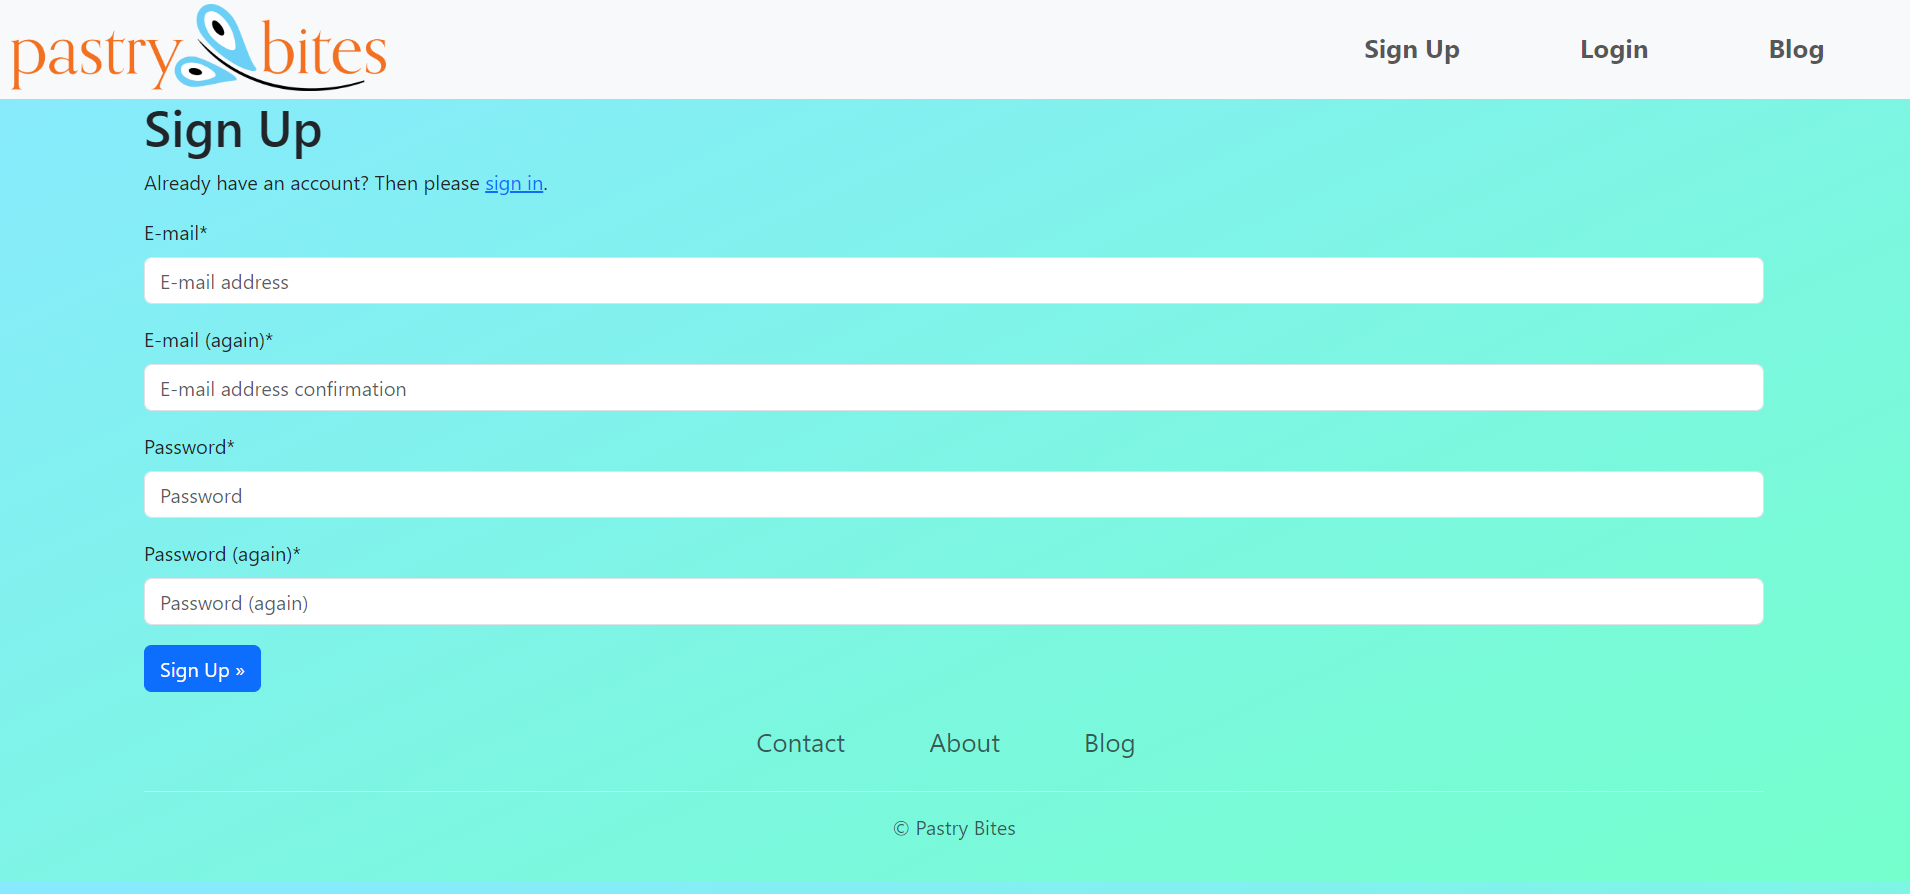 pastry bites
Sign Up
Login
Blog
Sign Up
Already have an account? Then please sign in.
E-mail*
E-mail address
E-mail (again)*
E-mail address confirmation
Password*
Password
Password (again)*
Password (again)
Sign Up »
Contact
About
Blog
© Pastry Bites